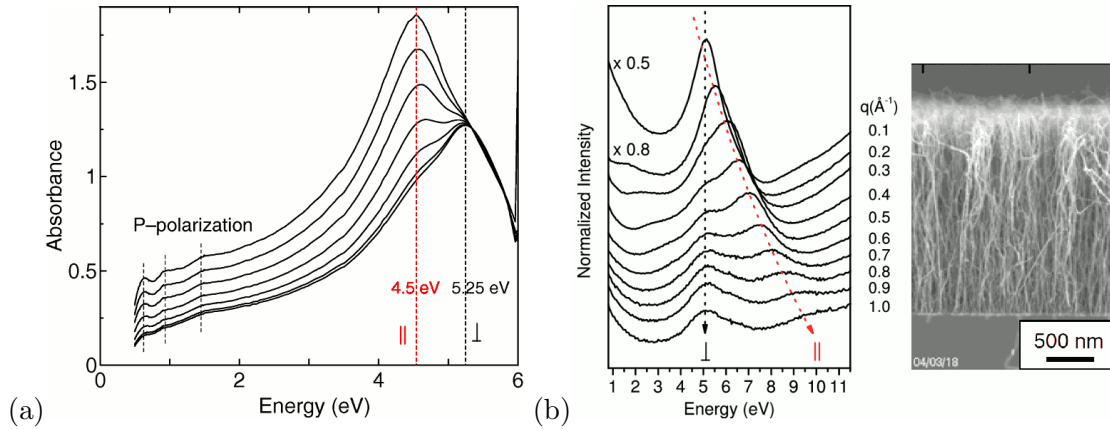 (a)
Absorbance
1.5
1
0.5
0
P–polarization
4.5 eV
5.25 eV
||
⊥
0 2 4 6
Energy (eV)
(b)
Normalized Intensity
x 0.5
x 0.8
⊥
||
1 2 3 4 5 6 7 8 9 10 11
Energy (eV)
q(Å⁻¹)
0.1
0.2
0.3
0.4
0.5
0.6
0.7
0.8
0.9
1.0
04/03/18
500 nm